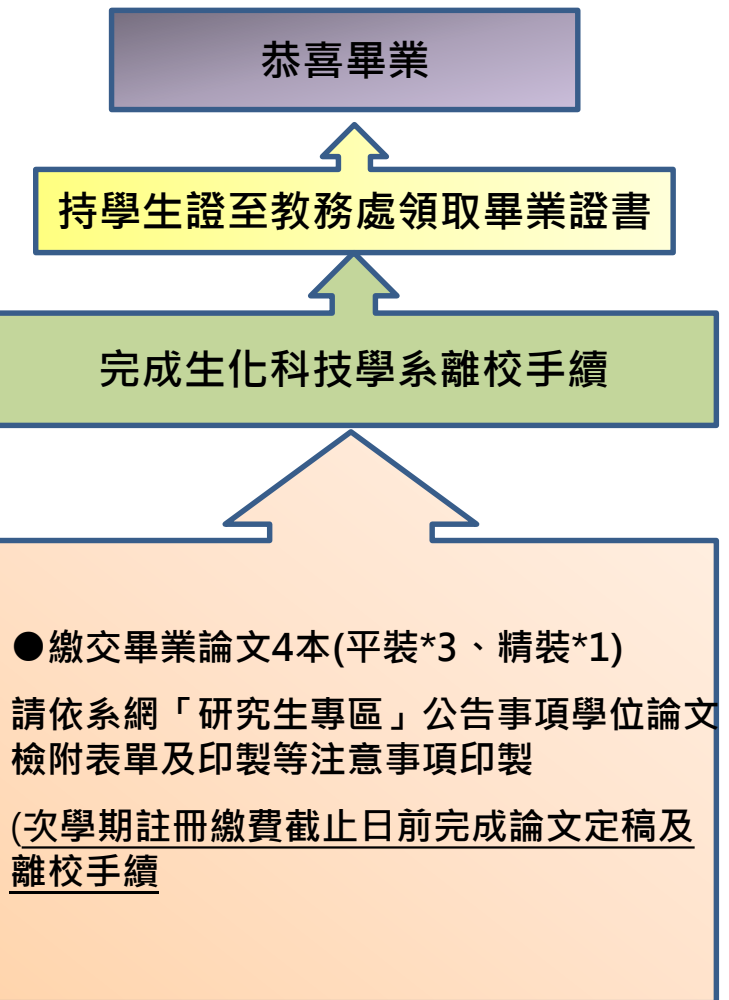 恭喜畢業
持學生證至教務處領取畢業證書
完成生化科技學系離校手續
●繳交畢業論文4本(平裝*3、精裝*1)
請依系網「研究生專區」公告事項學位論文
檢附表單及印製等注意事項印製
(次學期註冊繳費截止日前完成論文定稿及
離校手續